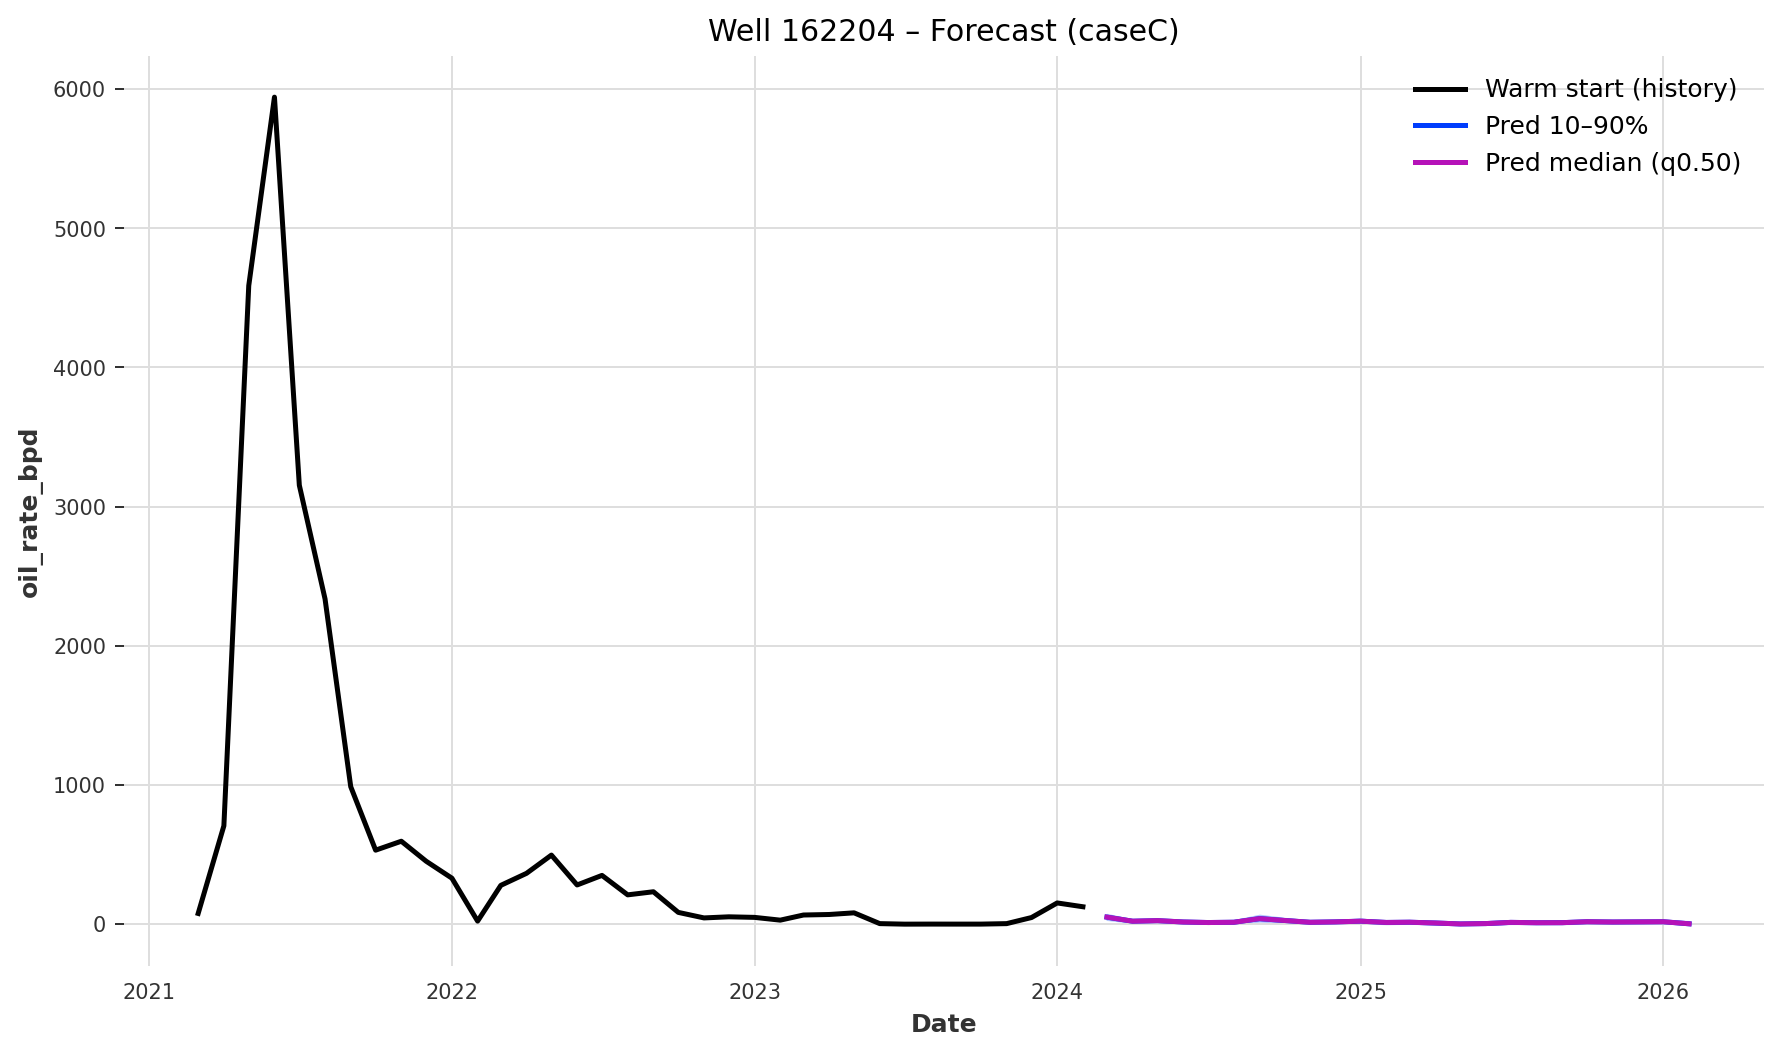 Well 162204 – Forecast (caseC)
Warm start (history)
Pred 10–90%
Pred median (q0.50)
6000
5000
4000
3000
2000
1000
0
oil_rate_bpd
2021
2022
2023
2024
2025
2026
Date